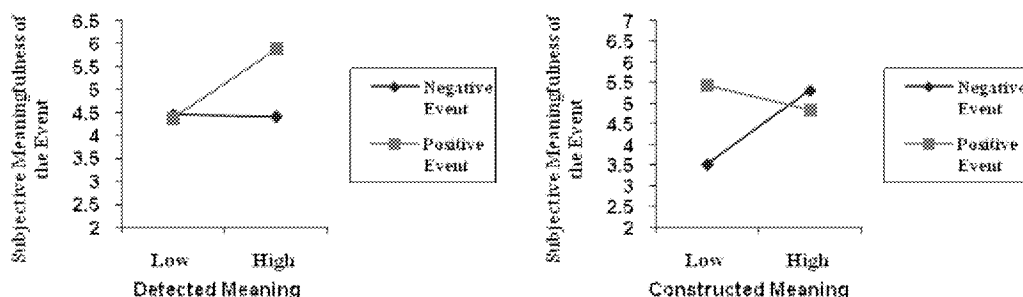 Subjective Meaningfulness of
the Event
6.5
6
5.5
5
4.5
4
3.5
3
2.5
2
Low High
Defected Meaning
Negative
Event
Positive
Event
Subjective Meaningfulness of
the Event
7
6.5
6
5.5
5
4.5
4
3.5
3
2.5
2
Low High
Constructed Meaning
Negative
Event
Positive
Event